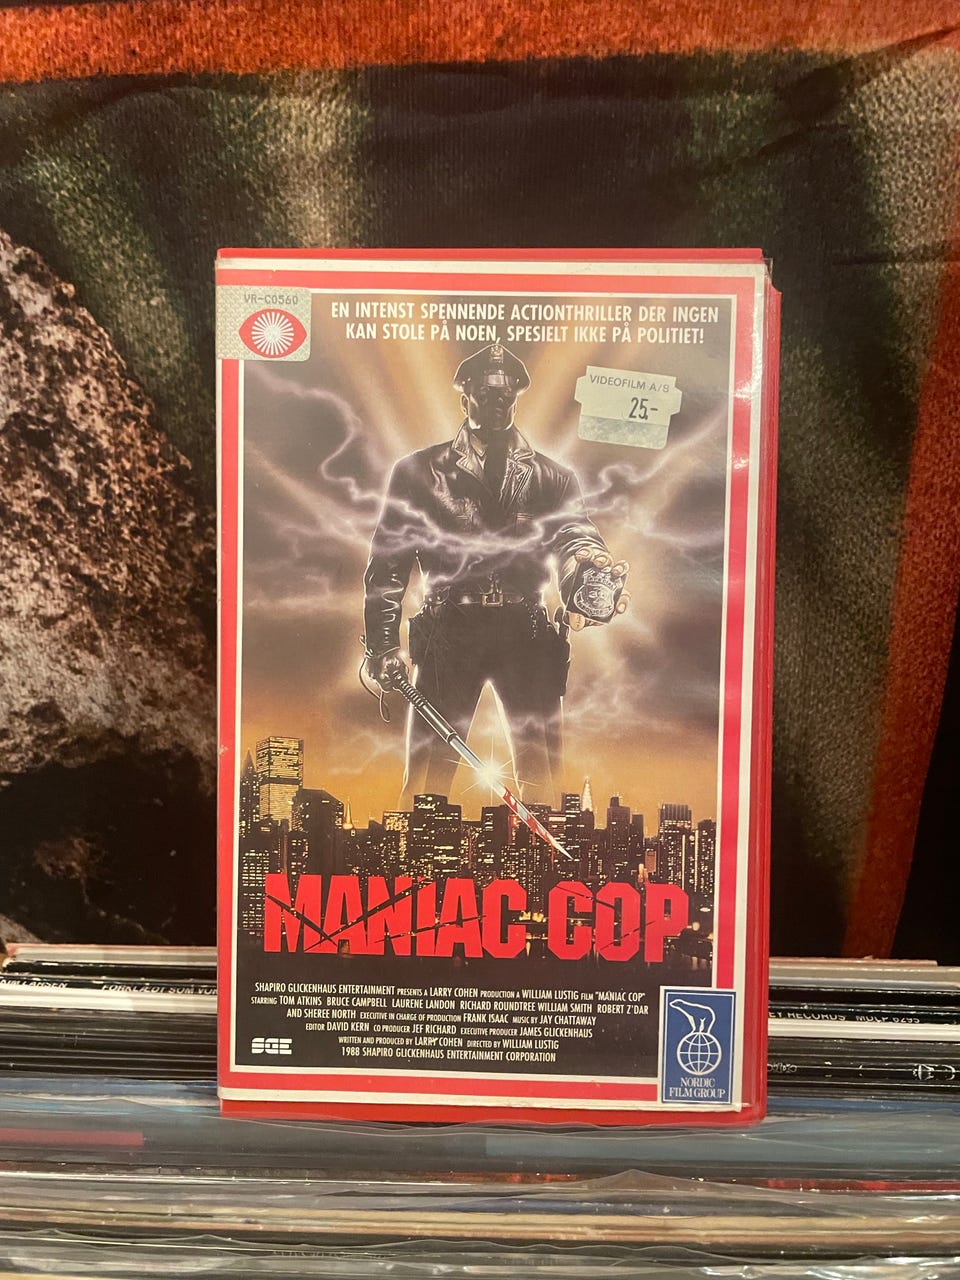 VR-C0560
EN INTENST SPENNENDE ACTIONTHRILLER DER INGEN
KAN STOLE PÅ NOEN, SPESIELT IKKE PÅ POLITIET!
VIDEOFILM A/S
25.-
MANIAC COP
SHAPIRO GLICKENHAUS ENTERTAINMENT PRESENTS A LARRY COHEN PRODUCTION A WILLIAM LUSTIG FILM "MANIAC COP"
STARRING TOM ATKINS BRUCE CAMPBELL LAURENE LANDON RICHARD ROUNDTREE WILLIAM SMITH ROBERT Z'DAR
AND SHEREE NORTH EXECUTIVE IN CHARGE OF PRODUCTION FRANK ISAAC MUSIC BY JAY CHATTAWAY
EDITOR DAVID KERN CO PRODUCER JEF RICHARD EXECUTIVE PRODUCER JAMES GLICKENHAUS
WRITTEN AND PRODUCED BY LARRY COHEN DIRECTED BY WILLIAM LUSTIG
1988 SHAPIRO GLICKENHAUS ENTERTAINMENT CORPORATION
SGE
NORDIC
FILM GROUP